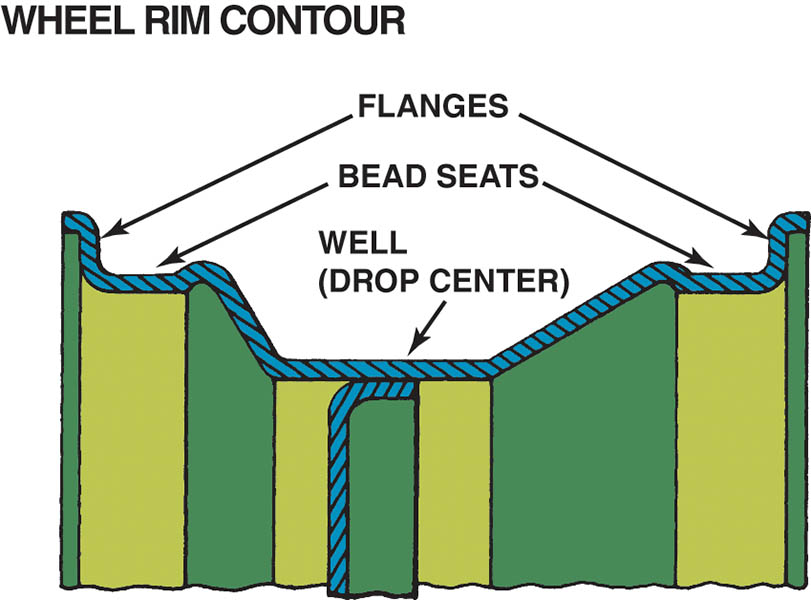 WHEEL RIM CONTOUR
FLANGES
BEAD SEATS
WELL
(DROP CENTER)